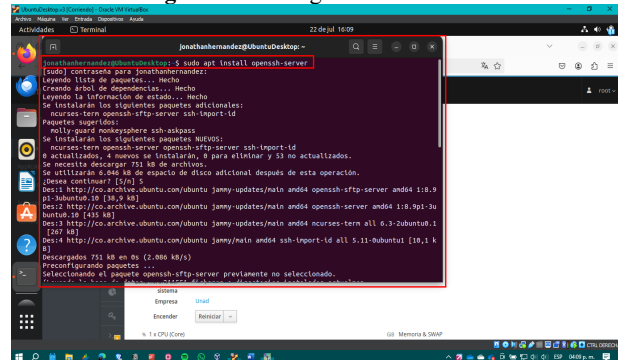 UbuntuDesktop v3 [Corriendo] - Oracle VM VirtualBox
Archivo Máquina Ver Entrada Dispositivos Ayuda
Actividades Terminal 22 de jul 16:09
jonathanhernandez@UbuntuDesktop: ~
jonathanhernandez@UbuntuDesktop:~$ sudo apt install openssh-server
[sudo] contraseña para jonathanhernandez:
Leyendo lista de paquetes... Hecho
Creando árbol de dependencias... Hecho
Leyendo la información de estado... Hecho
Se instalarán los siguientes paquetes adicionales:
ncurses-term openssh-sftp-server ssh-import-id
Paquetes sugeridos:
molly-guard monkeysphere ssh-askpass
Se instalarán los siguientes paquetes NUEVOS:
ncurses-term openssh-server openssh-sftp-server ssh-import-id
0 actualizados, 4 nuevos se instalarán, 0 para eliminar y 53 no actualizados.
Se necesita descargar 751 kB de archivos.
Se utilizarán 6.046 kB de espacio de disco adicional después de esta operación.
¿Desea continuar? [S/n] S
Des:1 http://co.archive.ubuntu.com/ubuntu jammy-updates/main amd64 openssh-sftp-server amd64 1:8.9
p1-3ubuntu0.10 [38,9 kB]
Des:2 http://co.archive.ubuntu.com/ubuntu jammy-updates/main amd64 openssh-server amd64 1:8.9p1-3u
buntu0.10 [435 kB]
Des:3 http://co.archive.ubuntu.com/ubuntu jammy-updates/main amd64 ncurses-term all 6.3-2ubuntu0.1
[267 kB]
Des:4 http://co.archive.ubuntu.com/ubuntu jammy/main amd64 ssh-import-id all 5.11-0ubuntu1 [10,1 k
B]
Descargados 751 kB en 0s (2.086 kB/s)
Preconfigurando paquetes ...
Seleccionando el paquete openssh-sftp-server previamente no seleccionado.
root
sistema
Empresa Unad
Encender Reiniciar
1 x CPU (Core) GB Memoria & SWAP
CTRL DERECHA
ESP 04:09 p.m.